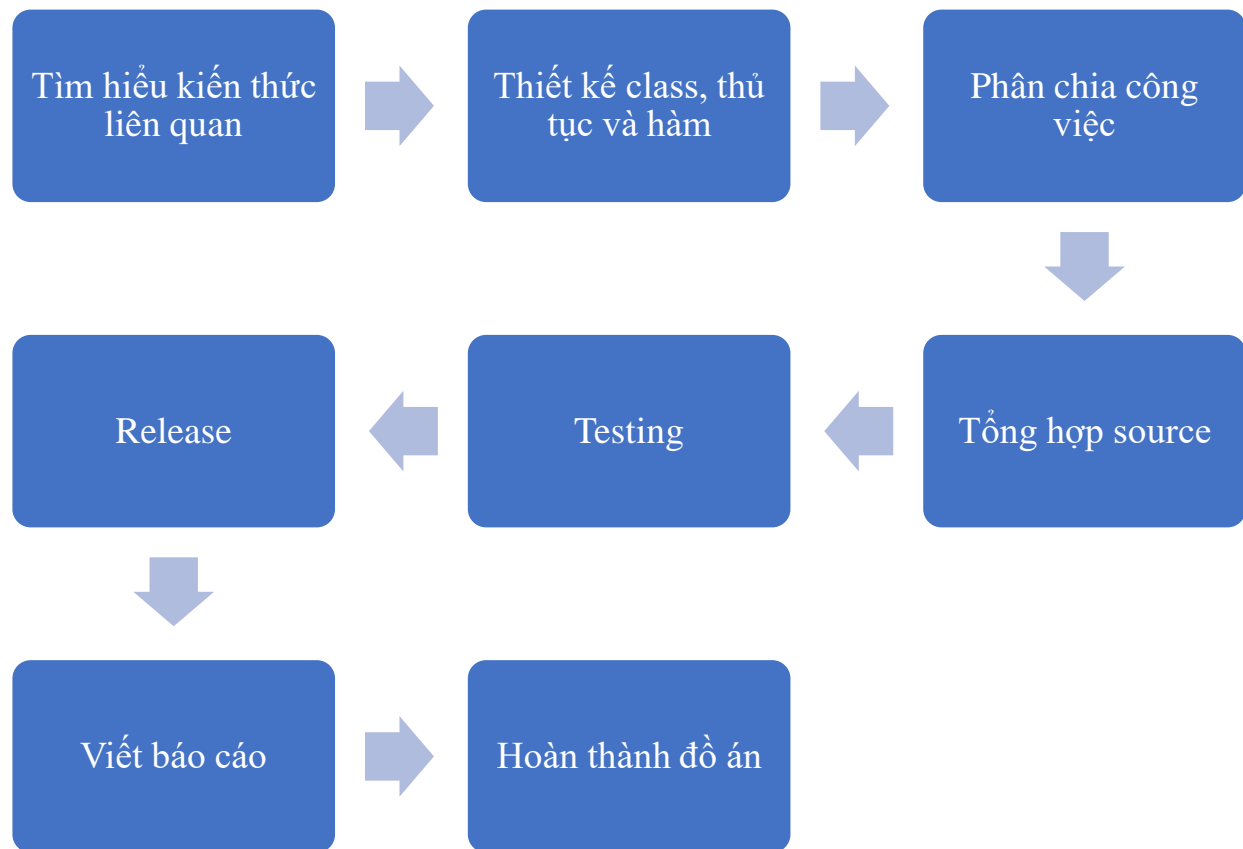 Tìm hiểu kiến thức
liên quan
Thiết kế class, thủ
tục và hàm
Phân chia công
việc
Tổng hợp source
Testing
Release
Viết báo cáo
Hoàn thành đồ án